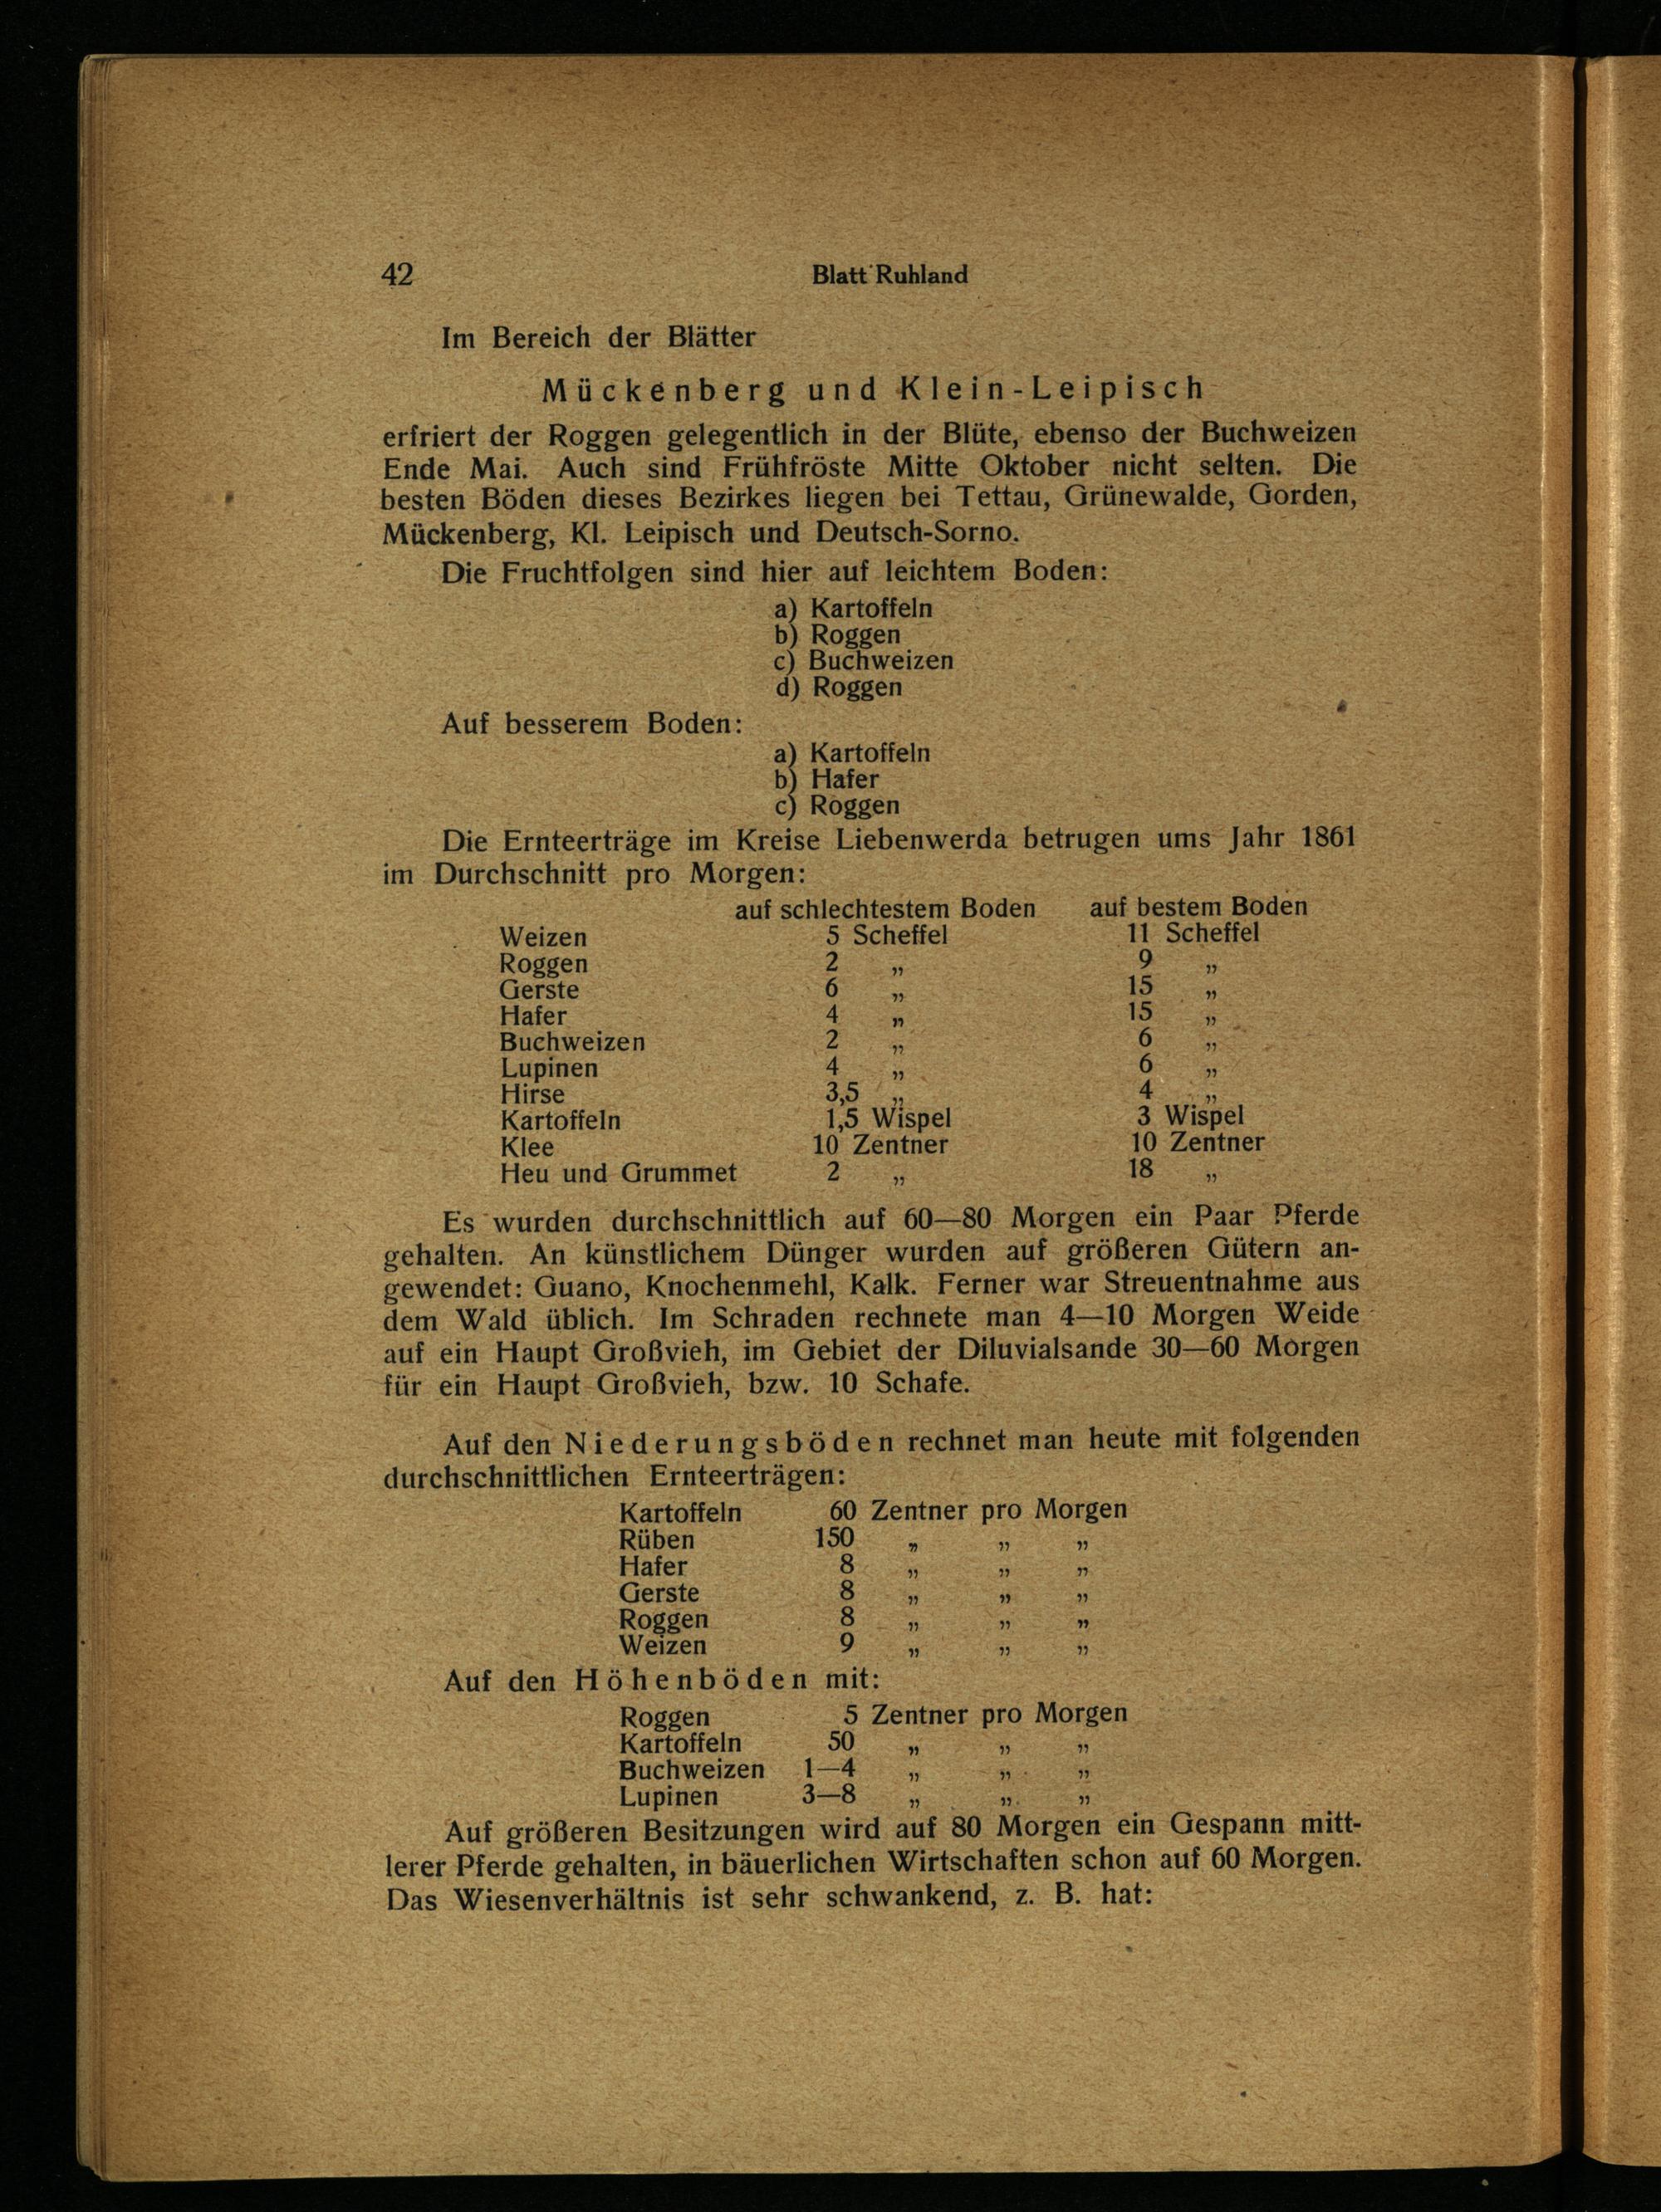 42 Blatt Ruhland
Im Bereich der Blätter
Mückenberg und Klein-Leipisch
erfriert der Roggen gelegentlich in der Blüte, ebenso der Buchweizen
Ende Mai. Auch sind Frühfröste Mitte Oktober nicht selten. Die
besten Böden dieses Bezirkes liegen bei Tettau, Grünewalde, Gorden,
Mückenberg, Kl. Leipisch und Deutsch-Sorno.
Die Fruchtfolgen sind hier auf leichtem Boden:
a) Kartoffeln
b) Roggen
c) Buchweizen
d) Roggen
Auf besserem Boden:
a) Kartoffeln
b) Hafer
c) Roggen
Die Ernteerträge im Kreise Liebenwerda betrugen ums Jahr 1861
im Durchschnitt pro Morgen:
auf schlechtestem Boden auf bestem Boden
Weizen 5 Scheffel 11 Scheffel
Roggen 2 „ 9 „
Gerste 6 „ 15 „
Hafer 4 „ 15 „
Buchweizen 2 „ 6 „
Lupinen 4 „ 6 „
Hirse 3,5 „ 4 „
Kartoffeln 1,5 Wispel 3 Wispel
Klee 10 Zentner 10 Zentner
Heu und Grummet 2 „ 18 „
Es wurden durchschnittlich auf 60—80 Morgen ein Paar Pferde
gehalten. An künstlichem Dünger wurden auf größeren Gütern an-
gewendet: Guano, Knochenmehl, Kalk. Ferner war Streuentnahme aus
dem Wald üblich. Im Schraden rechnete man 4—10 Morgen Weide
auf ein Haupt Großvieh, im Gebiet der Diluvialsande 30—60 Morgen
für ein Haupt Großvieh, bzw. 10 Schafe.
Auf den Niederungsböden rechnet man heute mit folgenden
durchschnittlichen Ernteerträgen:
Kartoffeln 60 Zentner pro Morgen
Rüben 150 „ „ „
Hafer 8 „ „ „
Gerste 8 „ „ „
Roggen 8 „ „ „
Weizen 9 „ „ „
Auf den Höhenböden mit:
Roggen 5 Zentner pro Morgen
Kartoffeln 50 „ „ „
Buchweizen 1—4 „ „ „
Lupinen 3—8 „ „ „
Auf größeren Besitzungen wird auf 80 Morgen ein Gespann mitt-
lerer Pferde gehalten, in bäuerlichen Wirtschaften schon auf 60 Morgen.
Das Wiesenverhältnis ist sehr schwankend, z. B. hat: